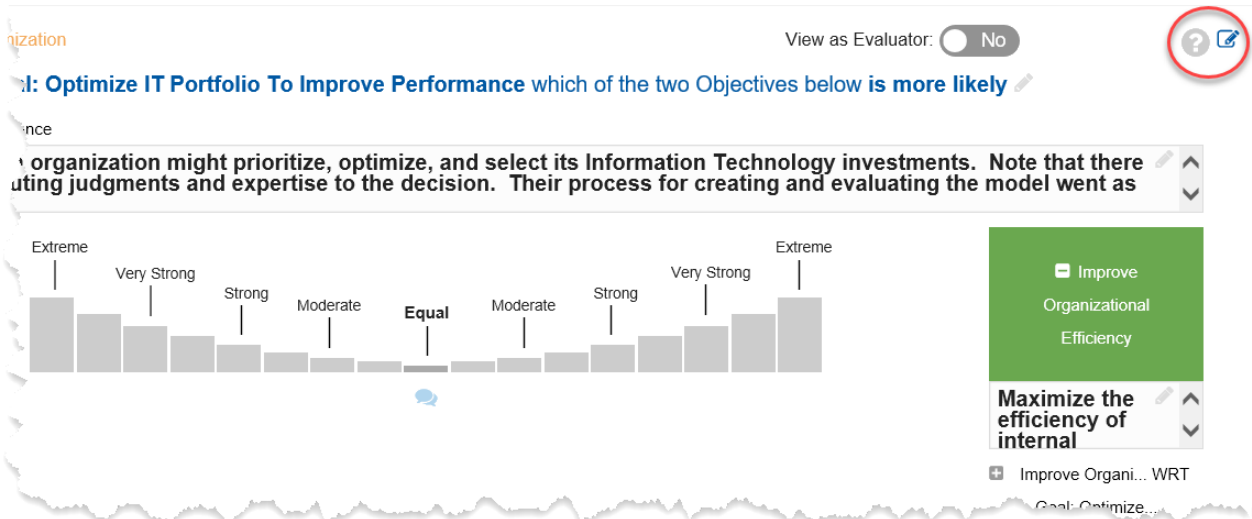 nization
View as Evaluator: No
?
al: Optimize IT Portfolio To Improve Performance which of the two Objectives below is more likely
ence
organization might prioritize, optimize, and select its Information Technology investments. Note that there
uting judgments and expertise to the decision. Their process for creating and evaluating the model went as
Extreme
Very Strong
Strong
Moderate
Equal
Moderate
Strong
Very Strong
Extreme
Improve
Organizational
Efficiency
Maximize the
efficiency of
internal
Improve Organi... WRT
Goal: Optimize...